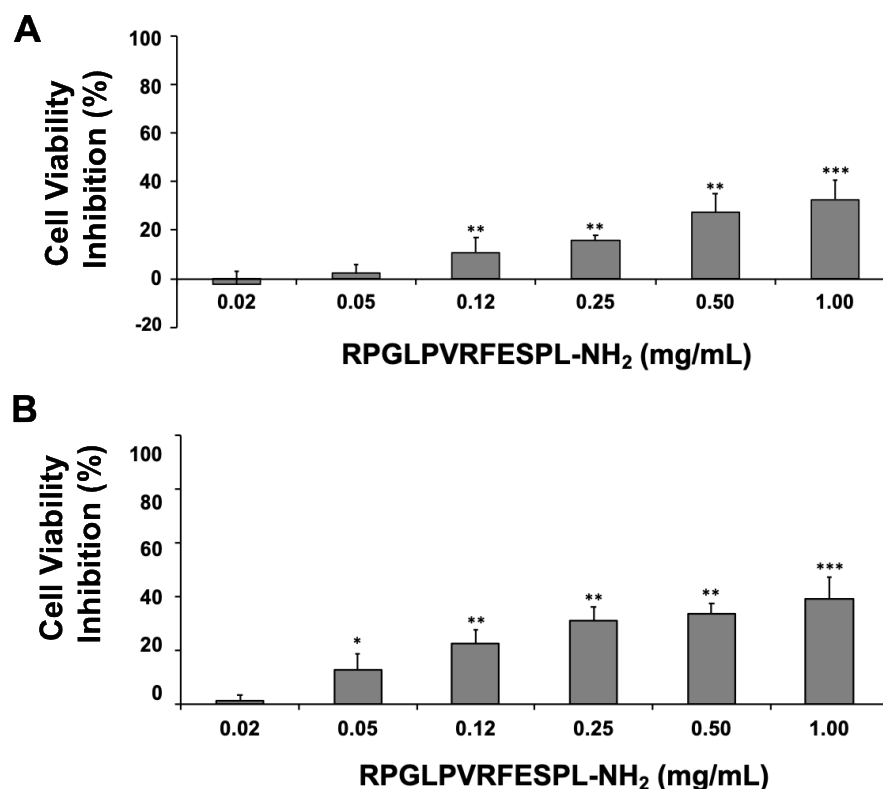 A
Cell Viability
Inhibition (%)
100
80
60
40
20
0
-20
**
**
**
***
0.02 0.05 0.12 0.25 0.50 1.00
RPGLPVRFESPL-NH₂ (mg/mL)
B
Cell Viability
Inhibition (%)
100
80
60
40
20
0
*
**
**
**
***
0.02 0.05 0.12 0.25 0.50 1.00
RPGLPVRFESPL-NH₂ (mg/mL)